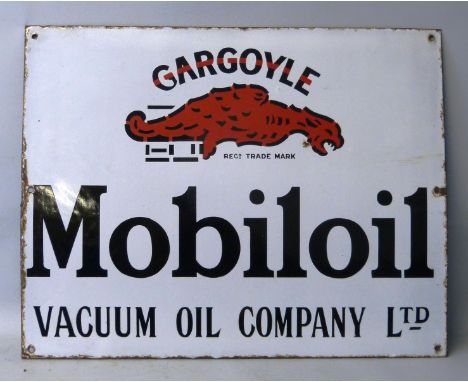 GARGOYLE
REGD TRADE MARK
Mobiloil
VACUUM OIL COMPANY LTD